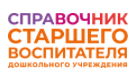 СПРАВОЧНИК
СТАРШЕГО
ВОСПИТАТЕЛЯ
ДОШКОЛЬНОГО УЧРЕЖДЕНИЯ